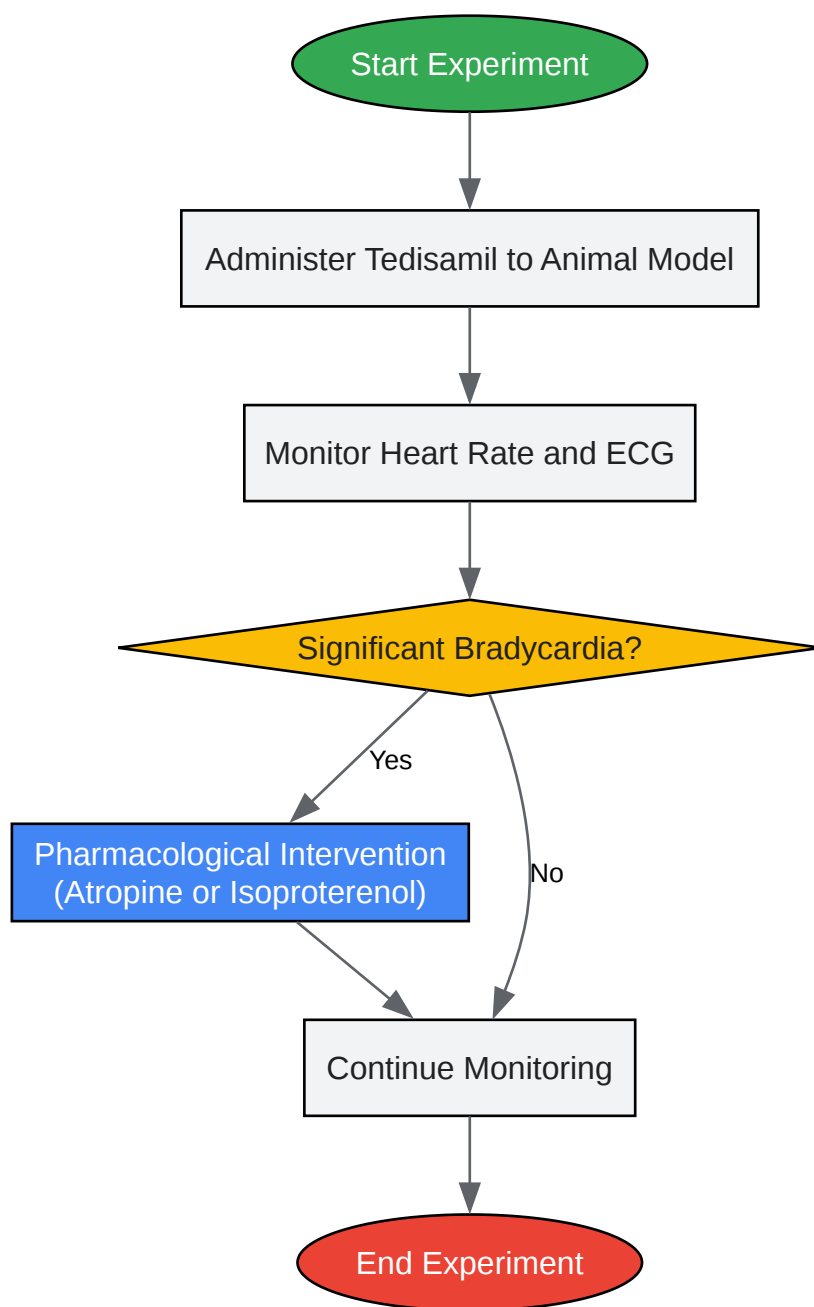 Start Experiment
Administer Tedisamil to Animal Model
Monitor Heart Rate and ECG
Significant Bradycardia?
Yes
Pharmacological Intervention
(Atropine or Isoproterenol)
No
Continue Monitoring
End Experiment